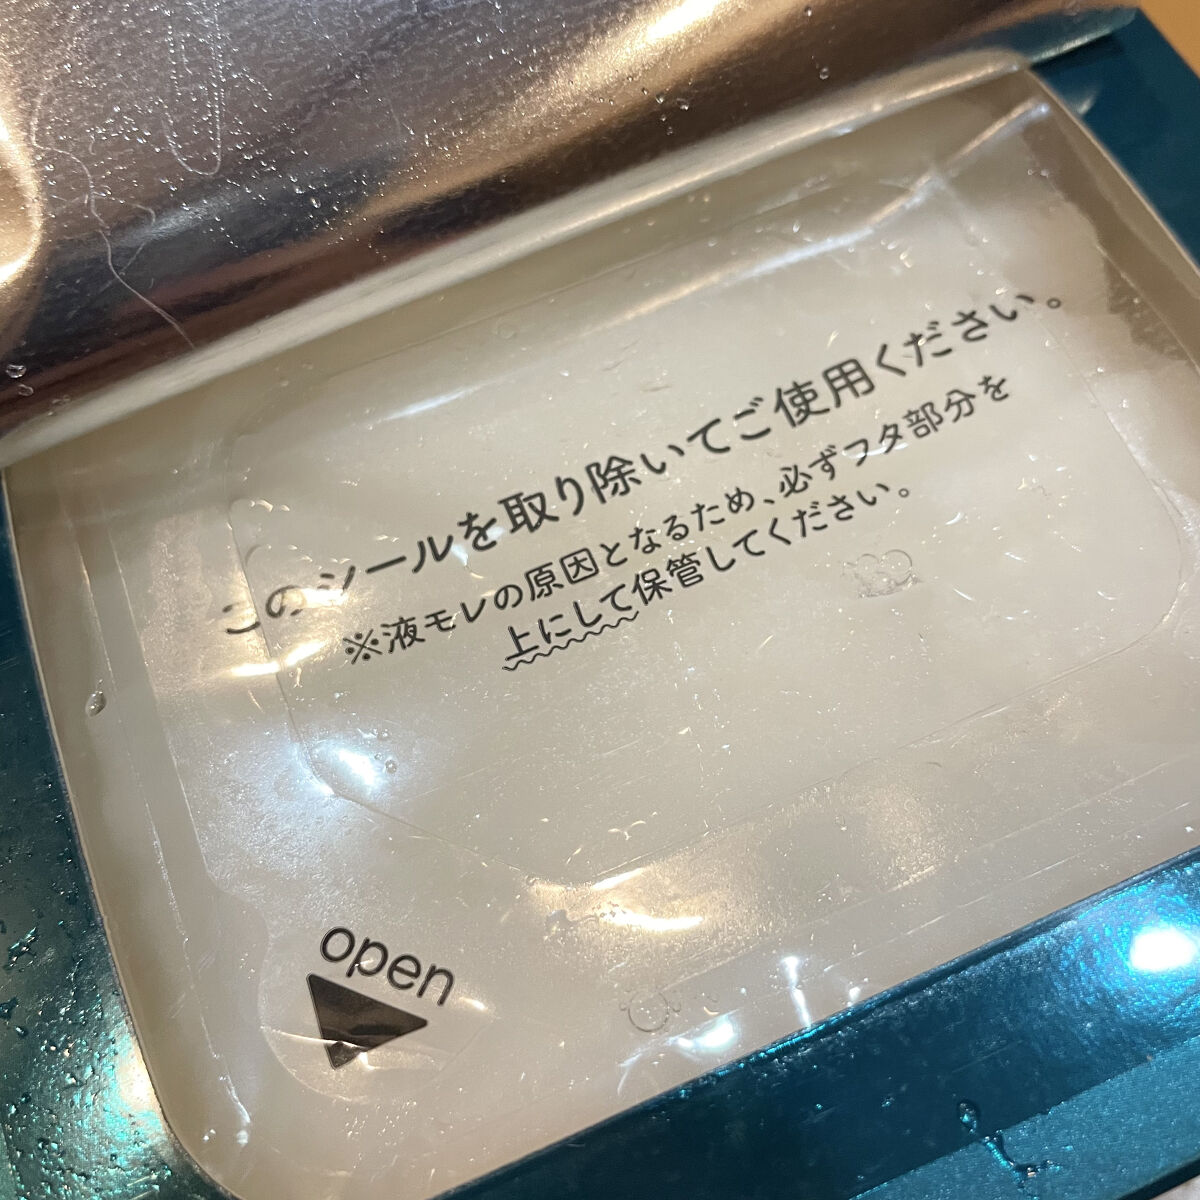 このシールを取り除いてご使用ください。
※液モレの原因となるため、必ずフタ部分を
上にして保管してください。
open